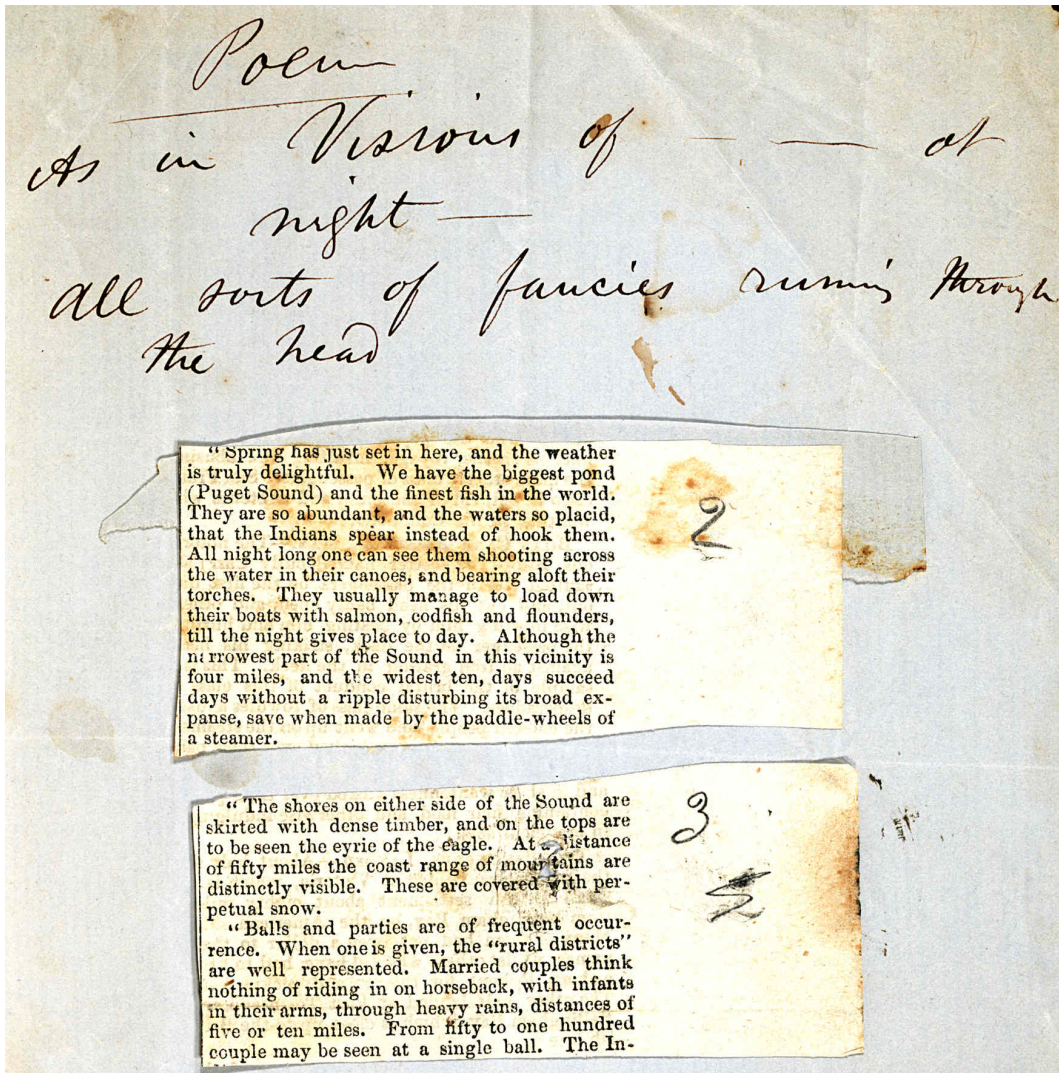 Poem
As in Visions of — — at
night —
All sorts of fancies running through
the head
"Spring has just set in here, and the weather
is truly delightful. We have the biggest pond
(Puget Sound) and the finest fish in the world.
They are so abundant, and the waters so placid,
that the Indians spear instead of hook them.
All night long one can see them shooting across
the water in their canoes, and bearing aloft their
torches. They usually manage to load down
their boats with salmon, codfish and flounders,
till the night gives place to day. Although the
narrowest part of the Sound in this vicinity is
four miles, and the widest ten, days succeed
days without a ripple disturbing its broad ex-
panse, save when made by the paddle-wheels of
a steamer.
2
"The shores on either side of the Sound are
skirted with dense timber, and on the tops are
to be seen the eyrie of the eagle. At a distance
of fifty miles the coast range of mountains are
distinctly visible. These are covered with per-
petual snow.
"Balls and parties are of frequent occur-
rence. When one is given, the "rural districts"
are well represented. Married couples think
nothing of riding in on horseback, with infants
in their arms, through heavy rains, distances of
five or ten miles. From fifty to one hundred
couple may be seen at a single ball. The In-
3